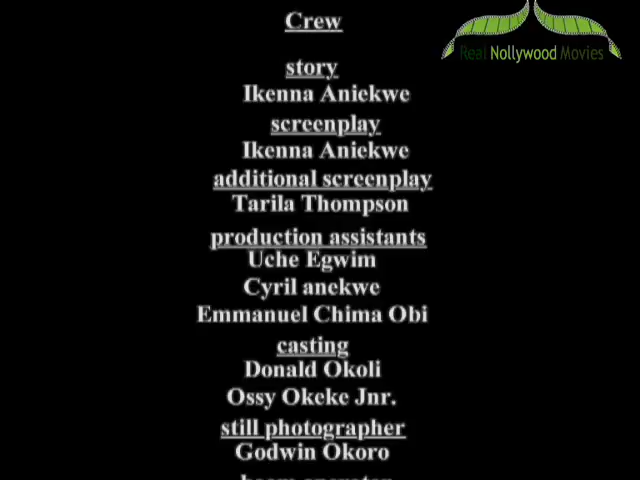 Crew
Real Nollywood Movies
story
Ikenna Aniekwe
screenplay
Ikenna Aniekwe
additional screenplay
Tarila Thompson
production assistants
Uche Egwim
Cyril anekwe
Emmanuel Chima Obi
casting
Donald Okoli
Ossy Okeke Jnr.
still photographer
Godwin Okoro